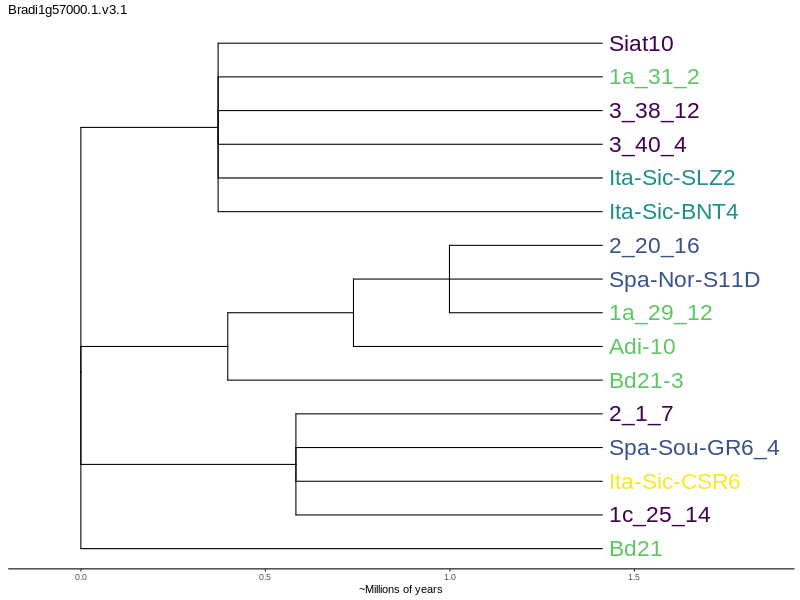 Bradi1g57000.1.v3.1
Siat10
1a_31_2
3_38_12
3_40_4
Ita-Sic-SLZ2
Ita-Sic-BNT4
2_20_16
Spa-Nor-S11D
1a_29_12
Adi-10
Bd21-3
2_1_7
Spa-Sou-GR6_4
Ita-Sic-CSR6
1c_25_14
Bd21
0.0 0.5 1.0 1.5
~Millions of years